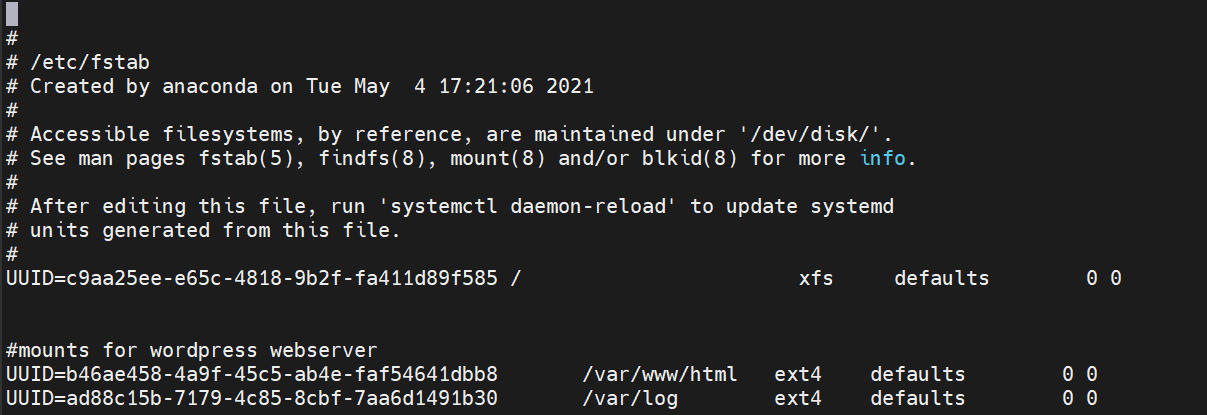 #
# /etc/fstab
# Created by anaconda on Tue May  4 17:21:06 2021
#
# Accessible filesystems, by reference, are maintained under '/dev/disk/'.
# See man pages fstab(5), findfs(8), mount(8) and/or blkid(8) for more info.
#
# After editing this file, run 'systemctl daemon-reload' to update systemd
# units generated from this file.
#
UUID=c9aa25ee-e65c-4818-9b2f-fa411d89f585 /                       xfs     defaults        0 0
#mounts for wordpress webserver
UUID=b46ae458-4a9f-45c5-ab4e-faf54641dbb8       /var/www/html   ext4    defaults        0 0
UUID=ad88c15b-7179-4c85-8cbf-7aa6d1491b30       /var/log        ext4    defaults        0 0